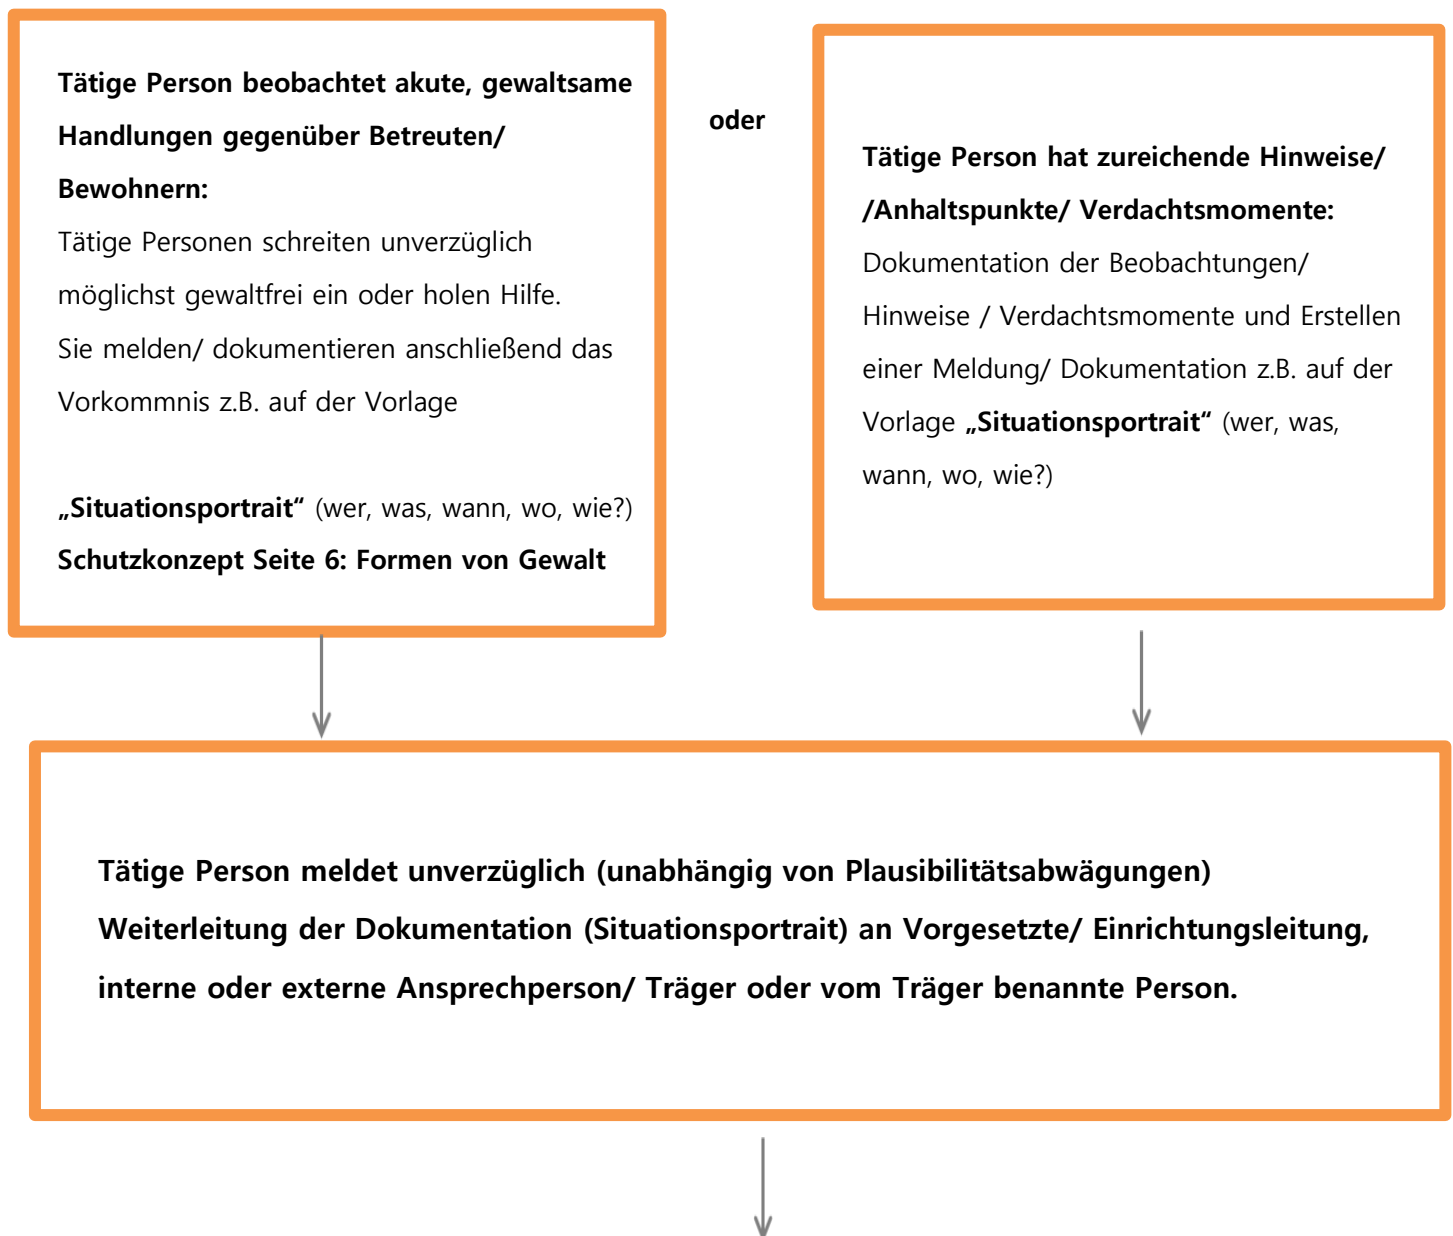 Tätige Person beobachtet akute, gewaltsame
Handlungen gegenüber Betreuten/
Bewohnern:
Tätige Personen schreiten unverzüglich
möglichst gewaltfrei ein oder holen Hilfe.
Sie melden/ dokumentieren anschließend das
Vorkommnis z.B. auf der Vorlage
„Situationsportrait“ (wer, was, wann, wo, wie?)
Schutzkonzept Seite 6: Formen von Gewalt
oder
Tätige Person hat zureichende Hinweise/
/Anhaltspunkte/ Verdachtsmomente:
Dokumentation der Beobachtungen/
Hinweise / Verdachtsmomente und Erstellen
einer Meldung/ Dokumentation z.B. auf der
Vorlage „Situationsportrait“ (wer, was,
wann, wo, wie?)
Tätige Person meldet unverzüglich (unabhängig von Plausibilitätsabwägungen)
Weiterleitung der Dokumentation (Situationsportrait) an Vorgesetzte/ Einrichtungsleitung,
interne oder externe Ansprechperson/ Träger oder vom Träger benannte Person.